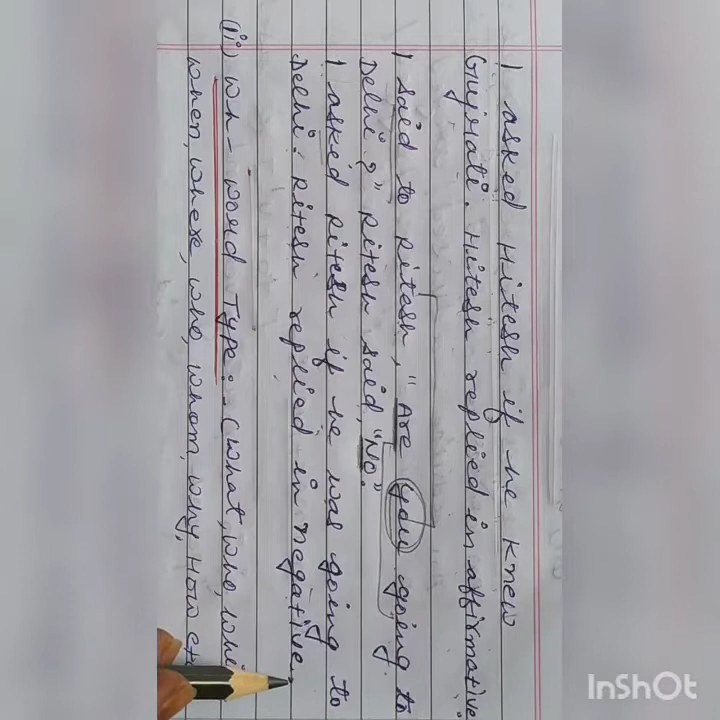 I asked Hitesh if he knew
Gujrati. Hitesh replied in affirmative.
I said to Ritesh, "Are you going to
Delhi?" Ritesh said, "No."
I asked Ritesh if he was going to
Delhi. Ritesh replied in negative.
(ii) Wh-word Type:- (what, who,
when, where, who, whom, why, How etc
InShOt